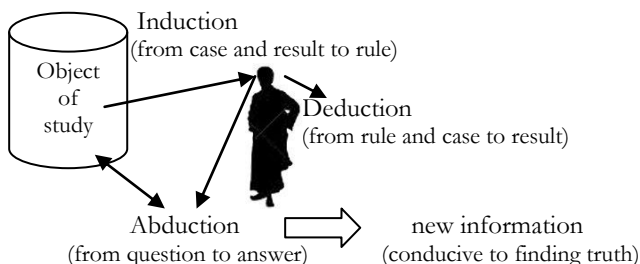 Induction
(from case and result to rule)
Object
of
study
Deduction
(from rule and case to result)
Abduction
(from question to answer)
new information
(conducive to finding truth)